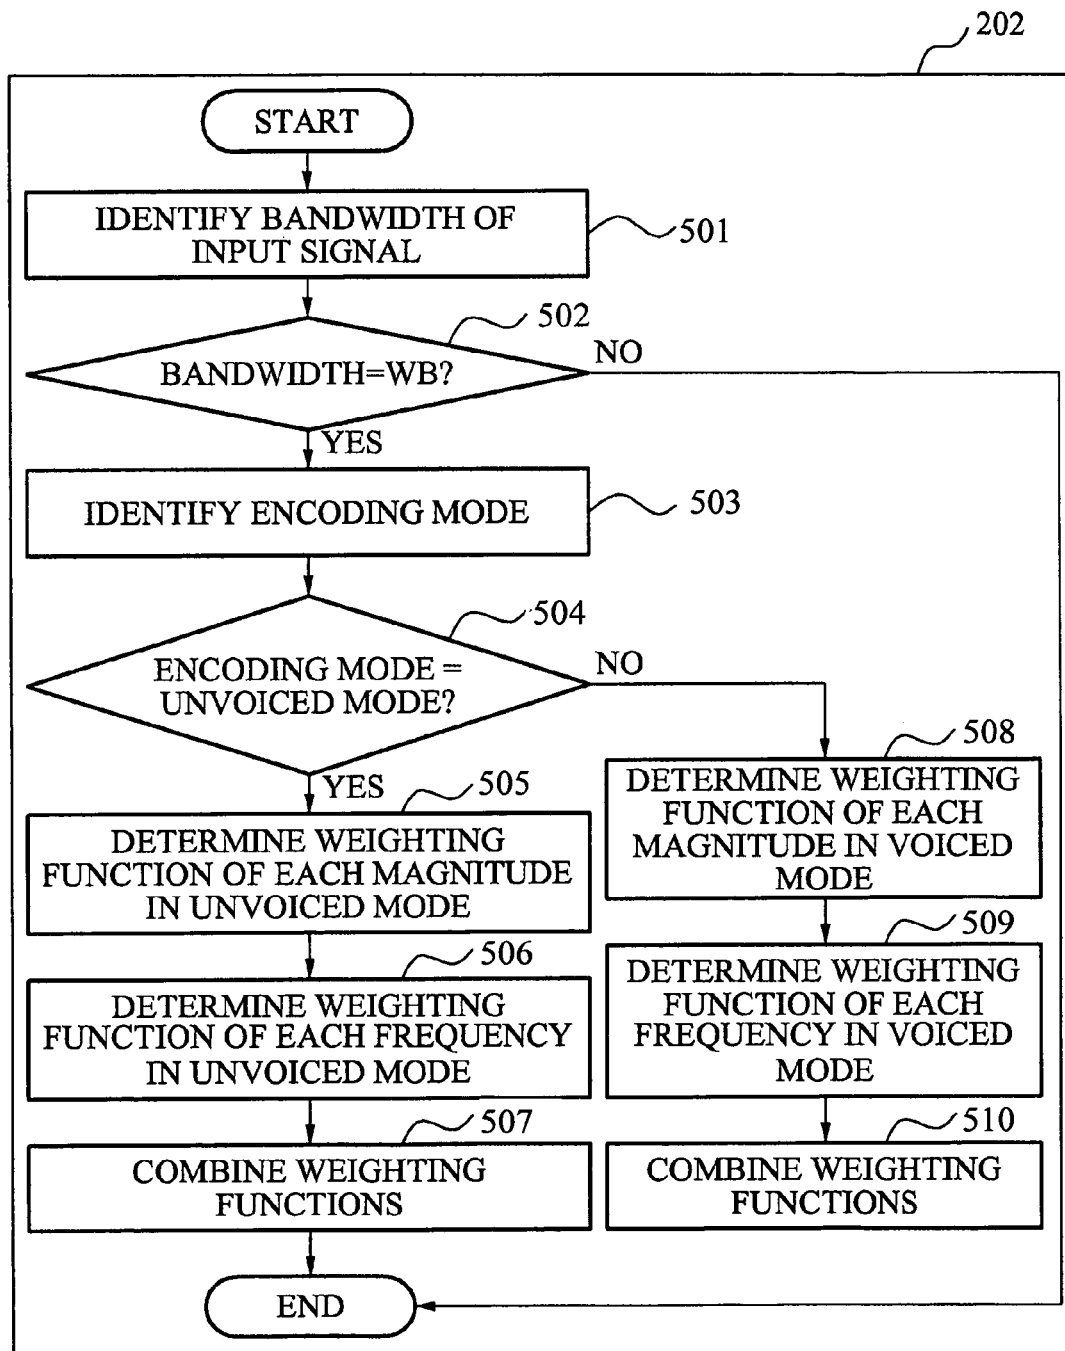 202
START
IDENTIFY BANDWIDTH OF
INPUT SIGNAL
501
502
BANDWIDTH=WB?
NO
YES
IDENTIFY ENCODING MODE
503
504
ENCODING MODE =
UNVOICED MODE?
NO
YES
505
DETERMINE WEIGHTING
FUNCTION OF EACH MAGNITUDE
IN UNVOICED MODE
506
DETERMINE WEIGHTING
FUNCTION OF EACH FREQUENCY
IN UNVOICED MODE
507
COMBINE WEIGHTING
FUNCTIONS
508
DETERMINE WEIGHTING
FUNCTION OF EACH
MAGNITUDE IN VOICED
MODE
509
DETERMINE WEIGHTING
FUNCTION OF EACH
FREQUENCY IN VOICED
MODE
510
COMBINE WEIGHTING
FUNCTIONS
END